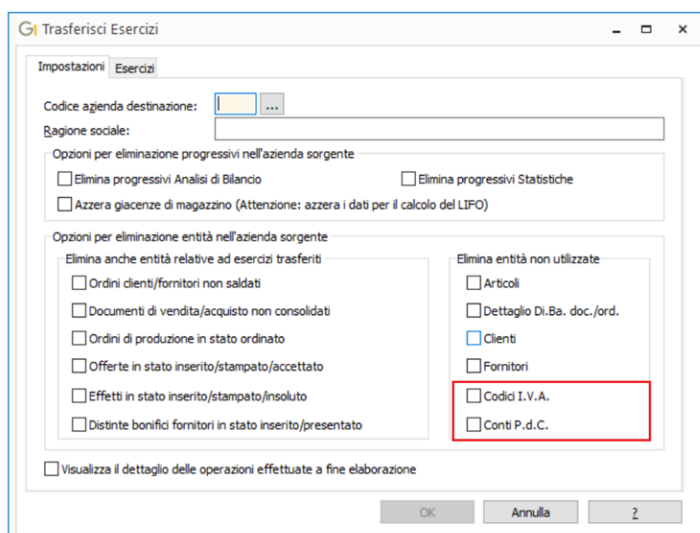 GI Trasferisci Esercizi
Impostazioni Esercizi
Codice azienda destinazione: ...
Ragione sociale:
Opzioni per eliminazione progressivi nell'azienda sorgente
Elimina progressivi Analisi di Bilancio Elimina progressivi Statistiche
Azzera giacenze di magazzino (Attenzione: azzera i dati per il calcolo del LIFO)
Opzioni per eliminazione entità nell'azienda sorgente
Elimina anche entità relative ad esercizi trasferiti Elimina entità non utilizzate
Ordini clienti/fornitori non saldati Articoli
Documenti di vendita/acquisto non consolidati Dettaglio Di.Ba. doc./ord.
Ordini di produzione in stato ordinato Clienti
Offerte in stato inserito/stampato/accettato Fornitori
Effetti in stato inserito/stampato/insoluto Codici I.V.A.
Distinte bonifici fornitori in stato inserito/presentato Conti P.d.C.
Visualizza il dettaglio delle operazioni effettuate a fine elaborazione
OK Annulla ?